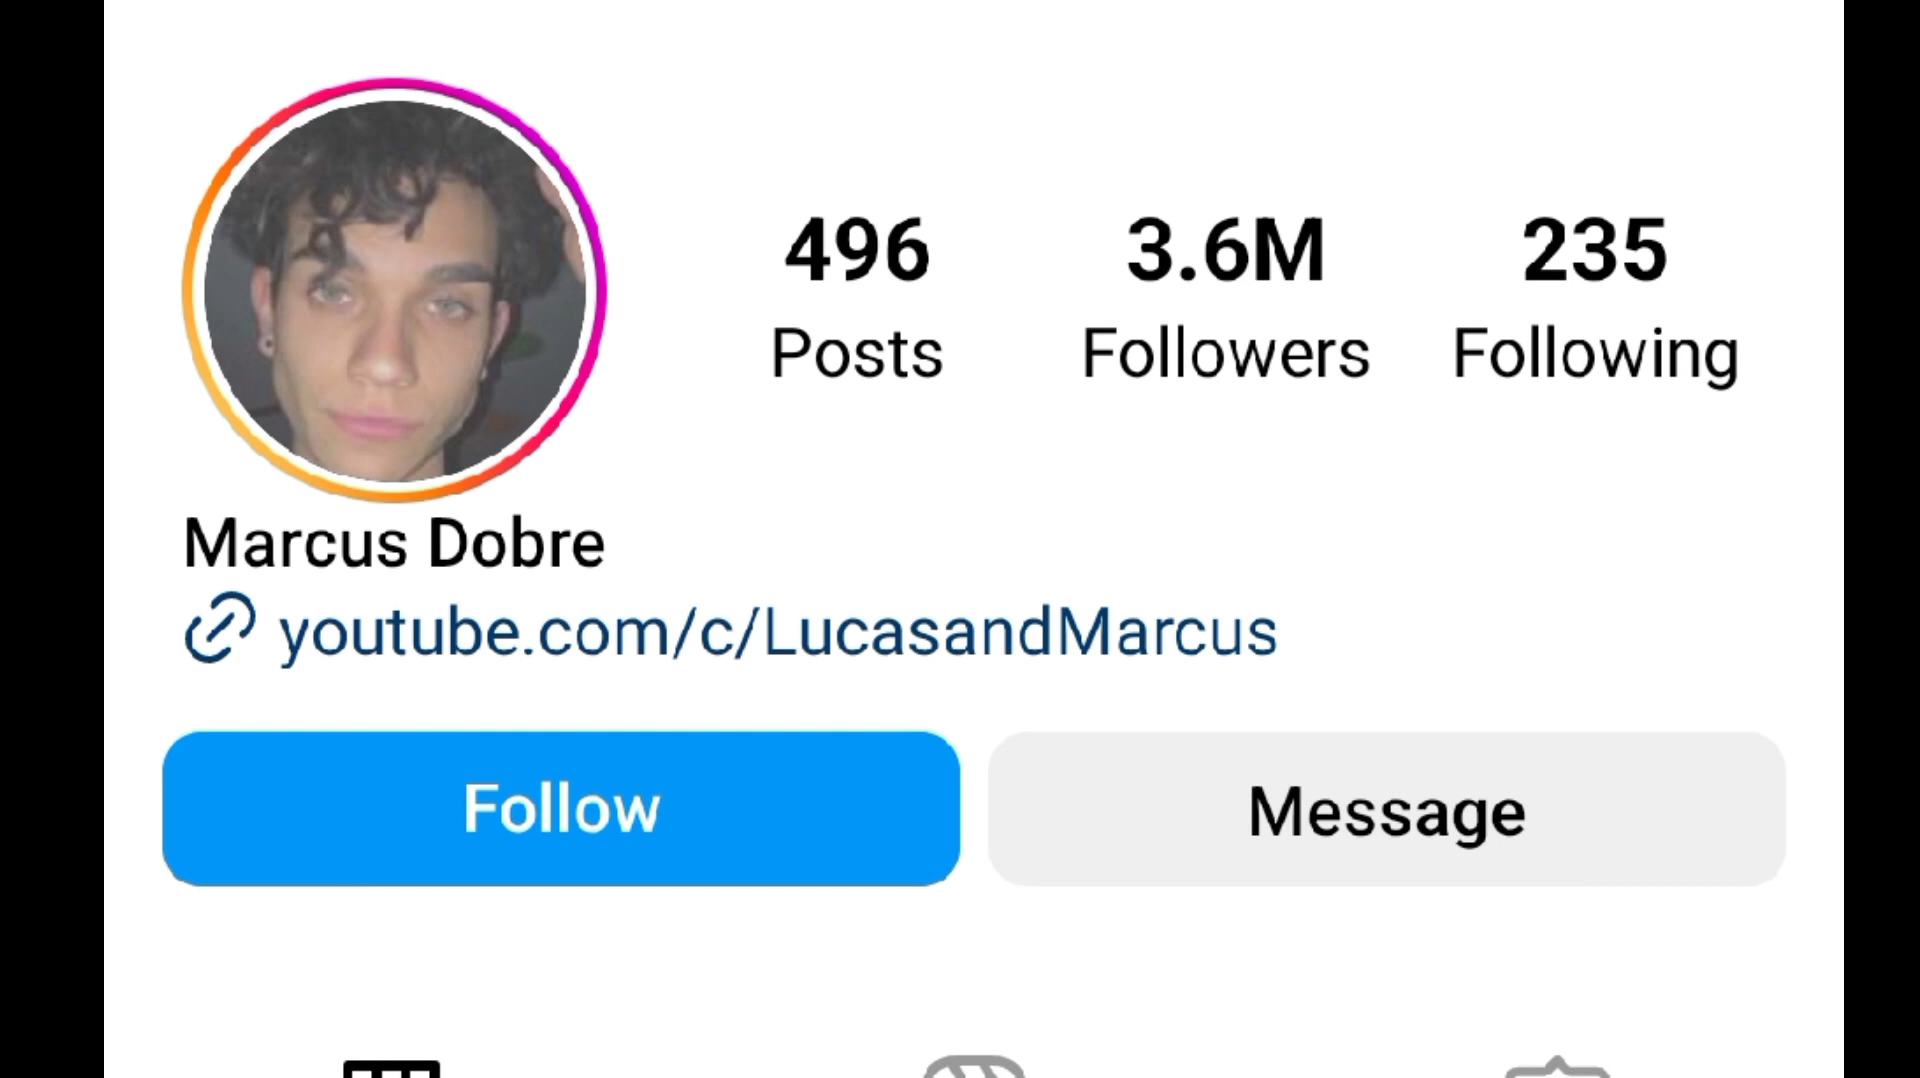 496 3.6M 235
Posts Followers Following
Marcus Dobre
youtube.com/c/LucasandMarcus
Follow Message